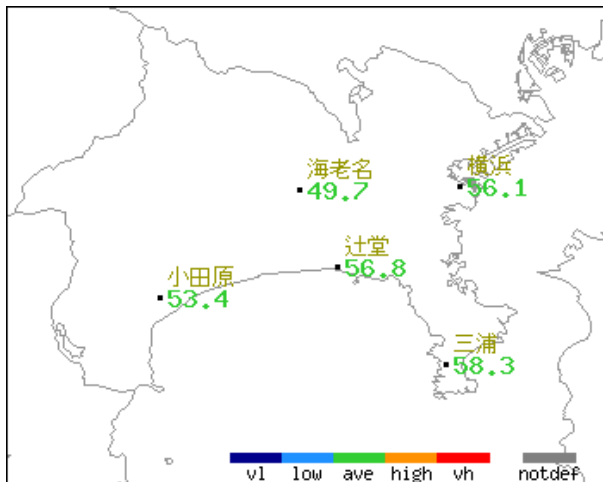 海老名
49.7
横浜
56.1
辻堂
56.8
小田原
53.4
三浦
58.3
vl low ave high vh notdef